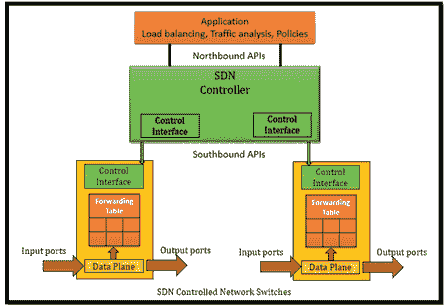 Application
Load balancing, Traffic analysis, Policies
Northbound APIs
SDN
Controller
Control
Interface
Control
Interface
Southbound APIs
Control
Interface
Forwarding
Table
Input ports
Output ports
Data Plane
Control
Interface
Forwarding
Table
Input ports
Output ports
Data Plane
SDN Controlled Network Switches